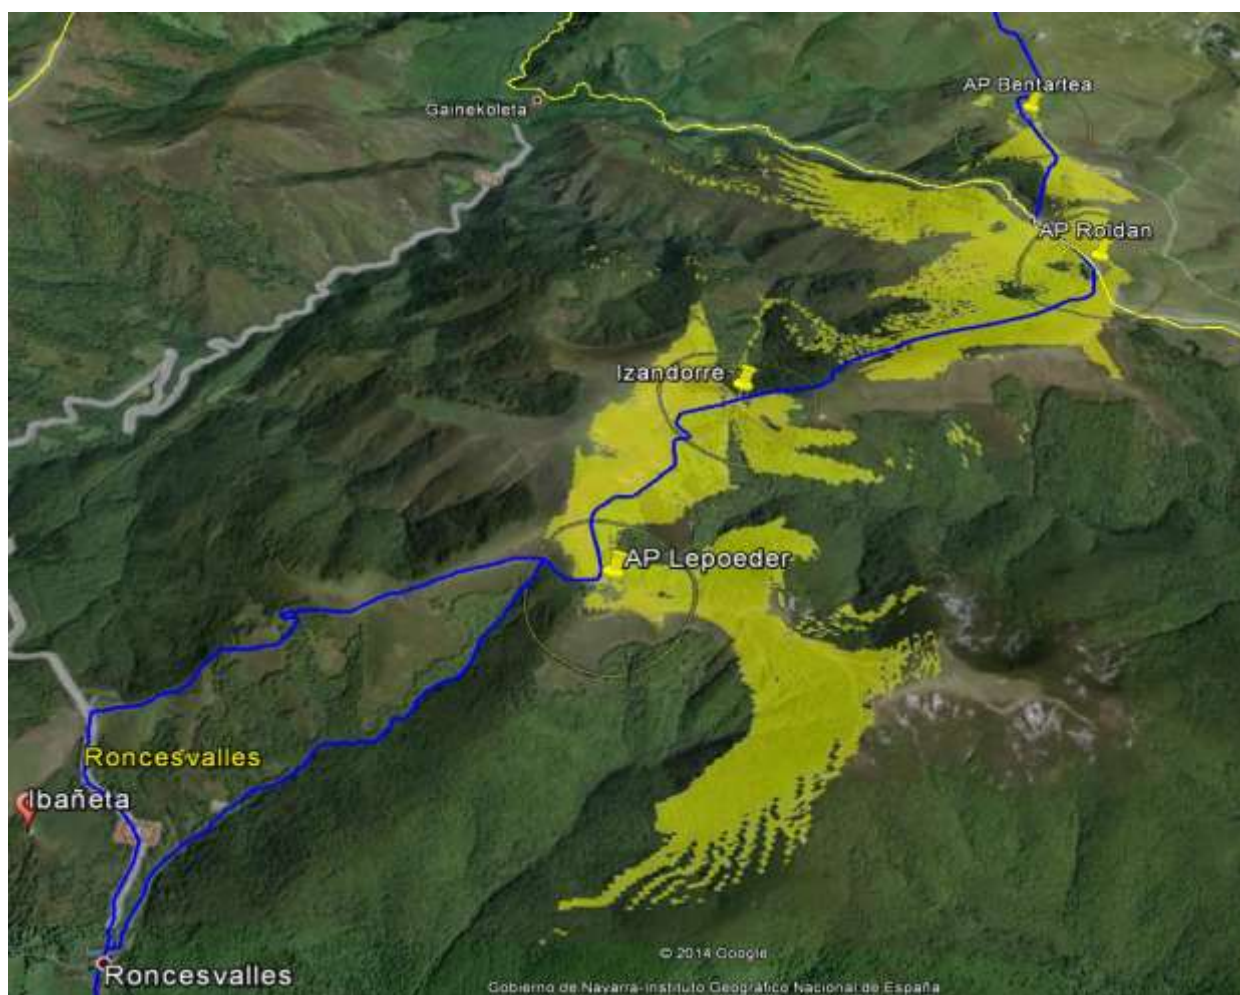 AP Bentartea
Gainekoleta
AP Roldan
Izandorre
AP Lepoeder
Roncesvalles
Ibañeta
Roncesvalles
© 2014 Google
Gobierno de Navarra-Instituto Geográfico Nacional de España